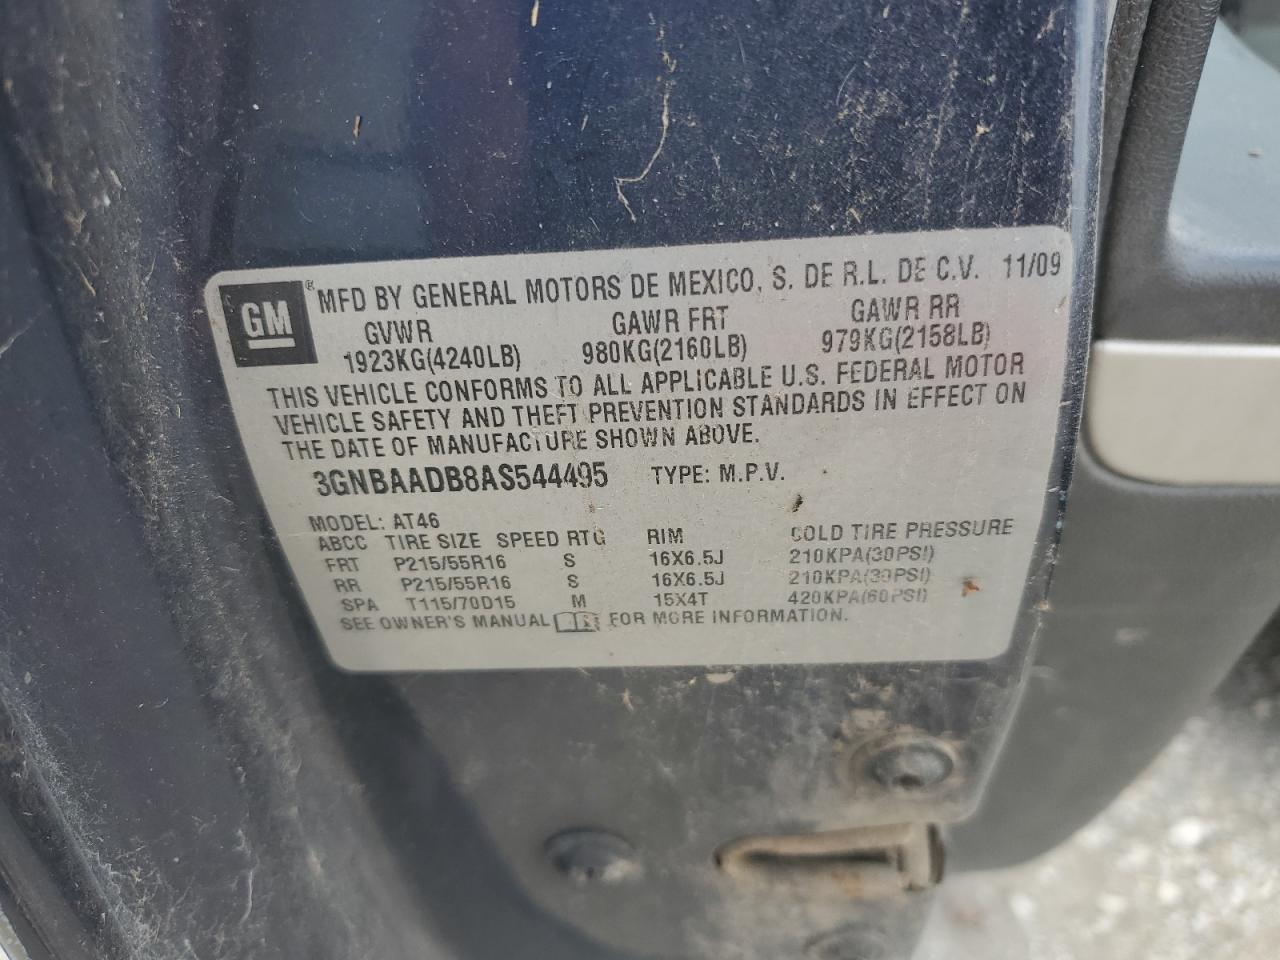 GM ® MFD BY GENERAL MOTORS DE MEXICO, S. DE R.L. DE C.V. 11/09
GVWR GAWR FRT GAWR RR
1923KG(4240LB) 980KG(2160LB) 979KG(2158LB)
THIS VEHICLE CONFORMS TO ALL APPLICABLE U.S. FEDERAL MOTOR
VEHICLE SAFETY AND THEFT PREVENTION STANDARDS IN EFFECT ON
THE DATE OF MANUFACTURE SHOWN ABOVE.
3GNBAADB8AS544495 TYPE: M.P.V.
MODEL: AT46
ABCC TIRE SIZE SPEED RTG RIM COLD TIRE PRESSURE
FRT P215/55R16 S 16X6.5J 210KPA(30PSI)
RR P215/55R16 S 16X6.5J 210KPA(30PSI)
SPA T115/70D15 M 15X4T 420KPA(60PSI)
SEE OWNER'S MANUAL FOR MORE INFORMATION.